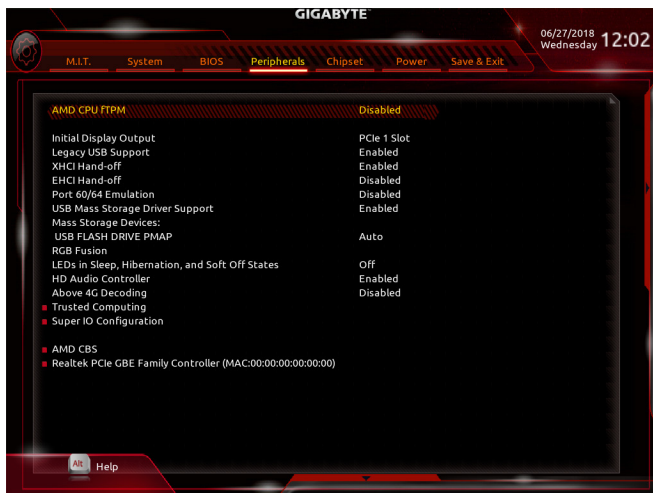 GIGABYTE™
06/27/2018 Wednesday 12:02
M.I.T. System BIOS Peripherals Chipset Power Save & Exit
AMD CPU fTPM Disabled
Initial Display Output PCIe 1 Slot
Legacy USB Support Enabled
XHCI Hand-off Enabled
EHCI Hand-off Disabled
Port 60/64 Emulation Disabled
USB Mass Storage Driver Support Enabled
Mass Storage Devices:
USB FLASH DRIVE PMAP Auto
RGB Fusion
LEDs in Sleep, Hibernation, and Soft Off States Off
HD Audio Controller Enabled
Above 4G Decoding Disabled
Trusted Computing
Super IO Configuration
AMD CBS
Realtek PCIe GBE Family Controller (MAC:00:00:00:00:00:00)
Alt Help